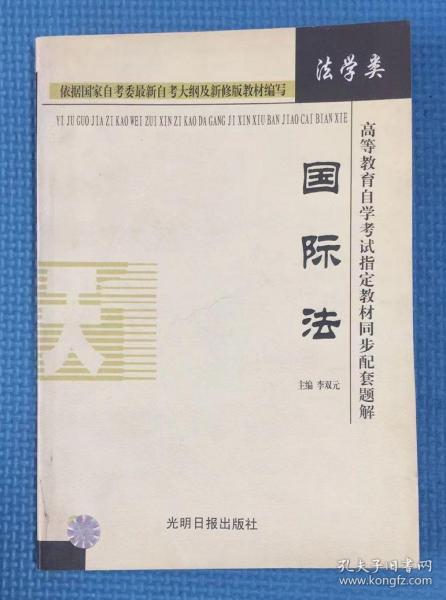 法学类
依据国家自考委最新自考大纲及新修版教材编写
YI JU GUO JIA ZI KAO WEI ZUI XIN ZI KAO DA GANG JI XIN XIU BAN JIAO CAI BIAN XIE
高等教育自学考试指定教材同步配套题解
国际法
主编 李双元
天人
光明日报出版社
孔夫子旧书网
book.kongfz.com